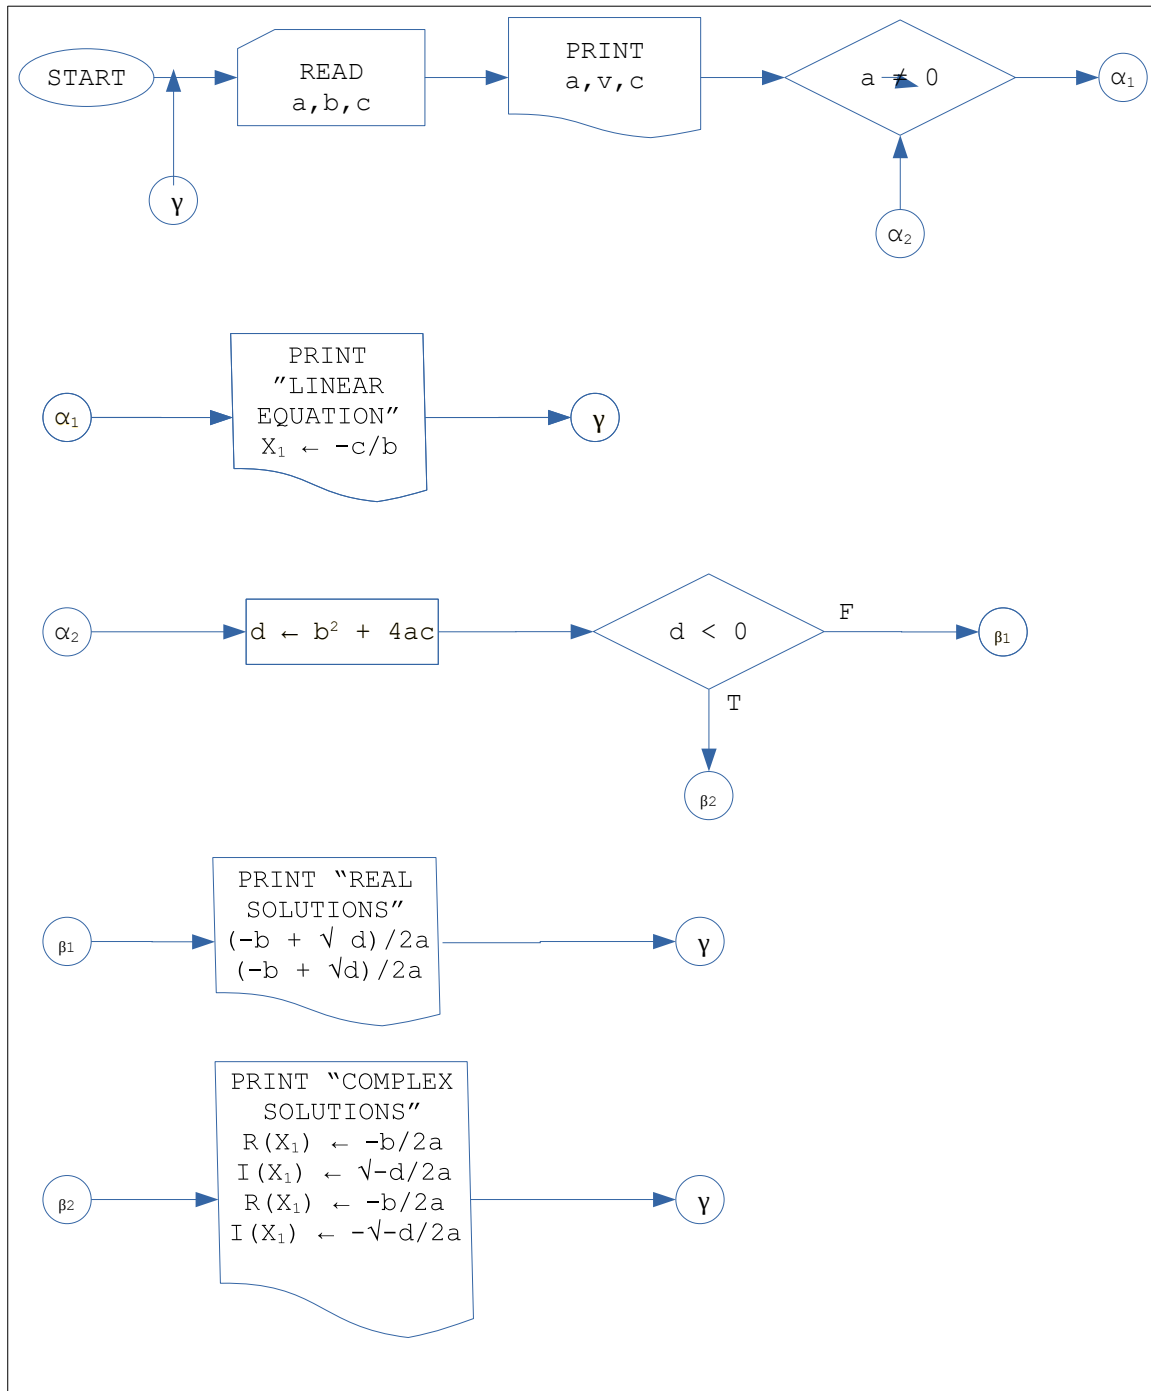 START
READ
a,b,c
PRINT
a,v,c
a ≠ 0
α₁
γ
α₂
PRINT
”LINEAR
EQUATION”
X₁ ← -c/b
α₁
γ
α₂
d ← b² + 4ac
d < 0
F
β1
T
β2
PRINT “REAL
SOLUTIONS”
(-b + √ d)/2a
(-b + √d)/2a
β1
γ
PRINT “COMPLEX
SOLUTIONS”
R(X₁) ← -b/2a
I(X₁) ← √-d/2a
R(X₁) ← -b/2a
I(X₁) ← -√-d/2a
β2
γ